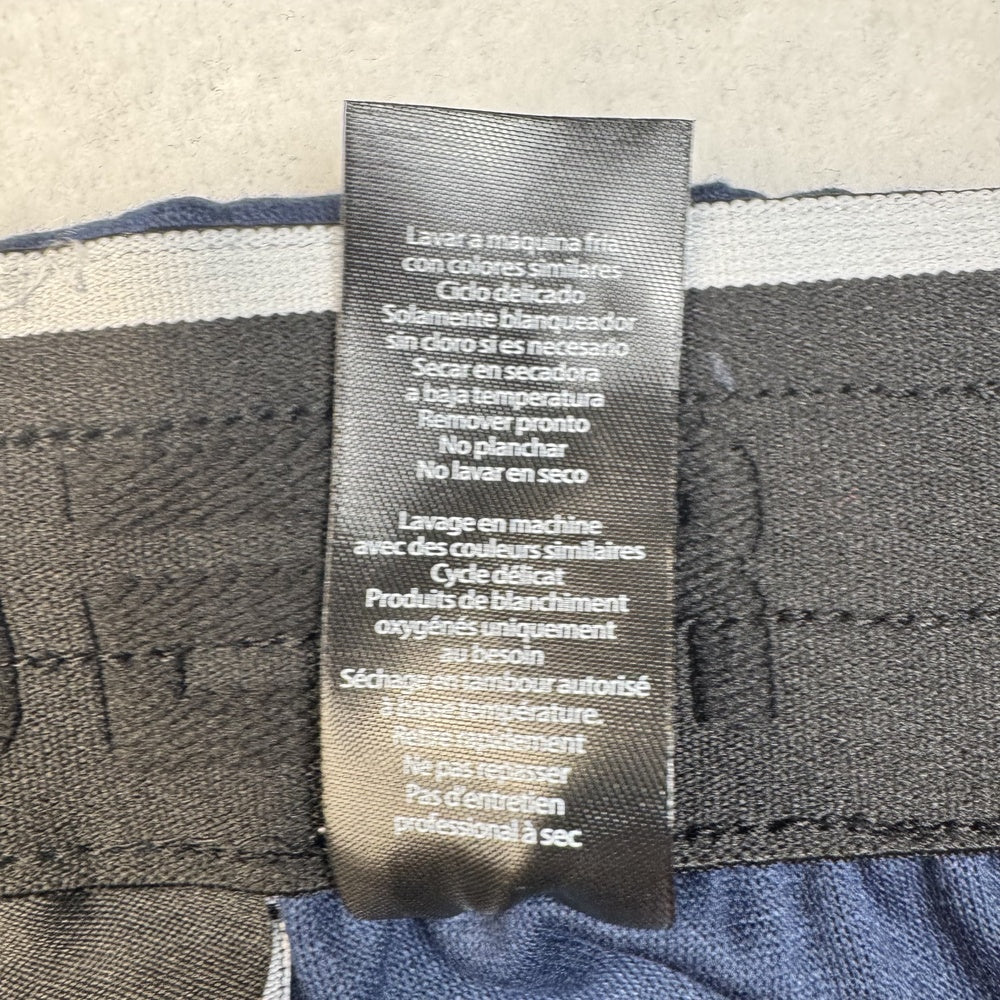 Lavar a máquina fría
con colores similares
Ciclo delicado
Solamente blanqueador
sin cloro si es necesario
Secar en secadora
a baja temperatura
Remover pronto
No planchar
No lavar en seco
Lavage en machine
avec des couleurs similaires
Cycle délicat
Produits de blanchiment
oxygénés uniquement
au besoin
Séchage en tambour autorisé
à basse température.
Retire rapidement
Ne pas repasser
Pas d'entretien
professional à sec